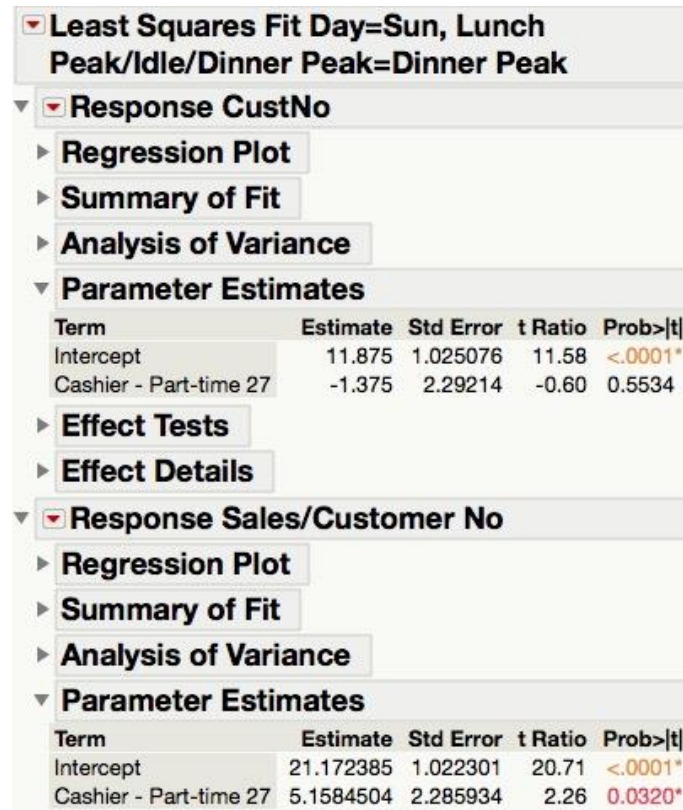 Least Squares Fit Day=Sun, Lunch
Peak/Idle/Dinner Peak=Dinner Peak
Response CustNo
Regression Plot
Summary of Fit
Analysis of Variance
Parameter Estimates
Term Estimate Std Error t Ratio Prob>|t|
Intercept 11.875 1.025076 11.58 <.0001*
Cashier - Part-time 27 -1.375 2.29214 -0.60 0.5534
Effect Tests
Effect Details
Response Sales/Customer No
Regression Plot
Summary of Fit
Analysis of Variance
Parameter Estimates
Term Estimate Std Error t Ratio Prob>|t|
Intercept 21.172385 1.022301 20.71 <.0001*
Cashier - Part-time 27 5.1584504 2.285934 2.26 0.0320*